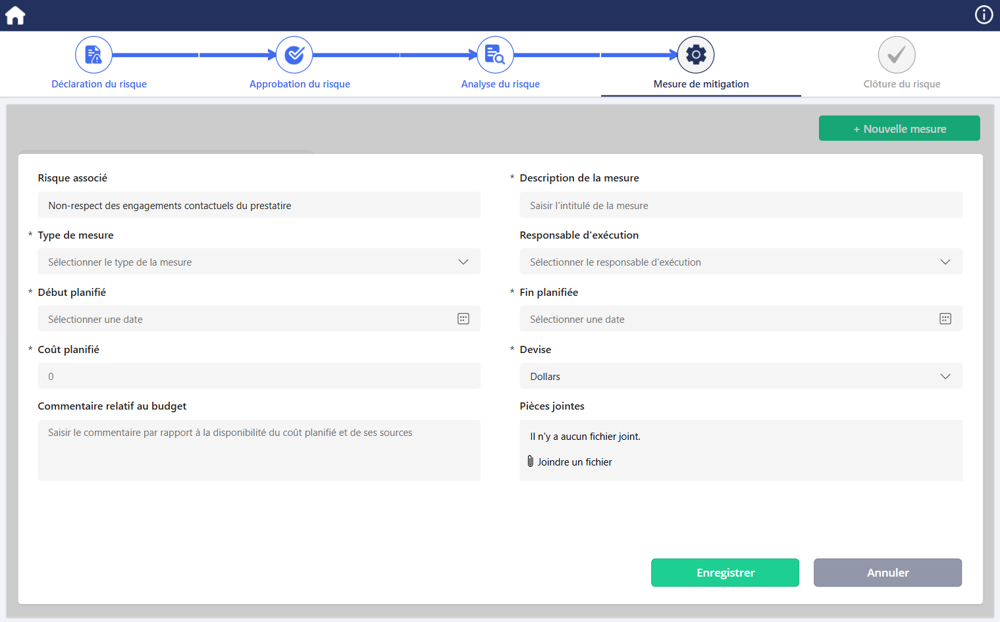 Déclaration du risque
Approbation du risque
Analyse du risque
Mesure de mitigation
Clôture du risque
+ Nouvelle mesure
Risque associé
* Description de la mesure
Non-respect des engagements contactuels du prestatire
Saisir l'intitulé de la mesure
* Type de mesure
Responsable d'exécution
Sélectionner le type de la mesure
Sélectionner le responsable d'exécution
* Début planifié
* Fin planifiée
Sélectionner une date
Sélectionner une date
* Coût planifié
* Devise
0
Dollars
Commentaire relatif au budget
Pièces jointes
Saisir le commentaire par rapport à la disponibilité du coût planifié et de ses sources
Il n'y a aucun fichier joint.
Joindre un fichier
Enregistrer
Annuler